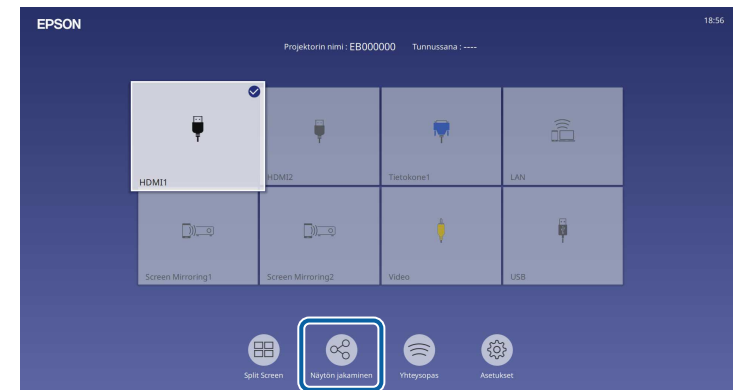 EPSON
18:56
Projektorin nimi : EB000000 Tunnussana : ----
HDMI1
HDMI2
Tietokone1
LAN
Screen Mirroring1
Screen Mirroring2
Video
USB
Split Screen
Näytön jakaminen
Yhteysopas
Asetukset